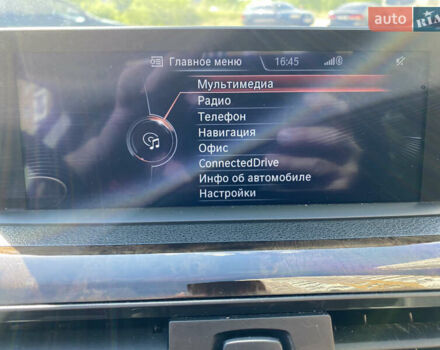 auto RIA
Главное меню 16:45
Мультимедиа
Радио
Телефон
Навигация
Офис
ConnectedDrive
Инфо об автомобиле
Настройки